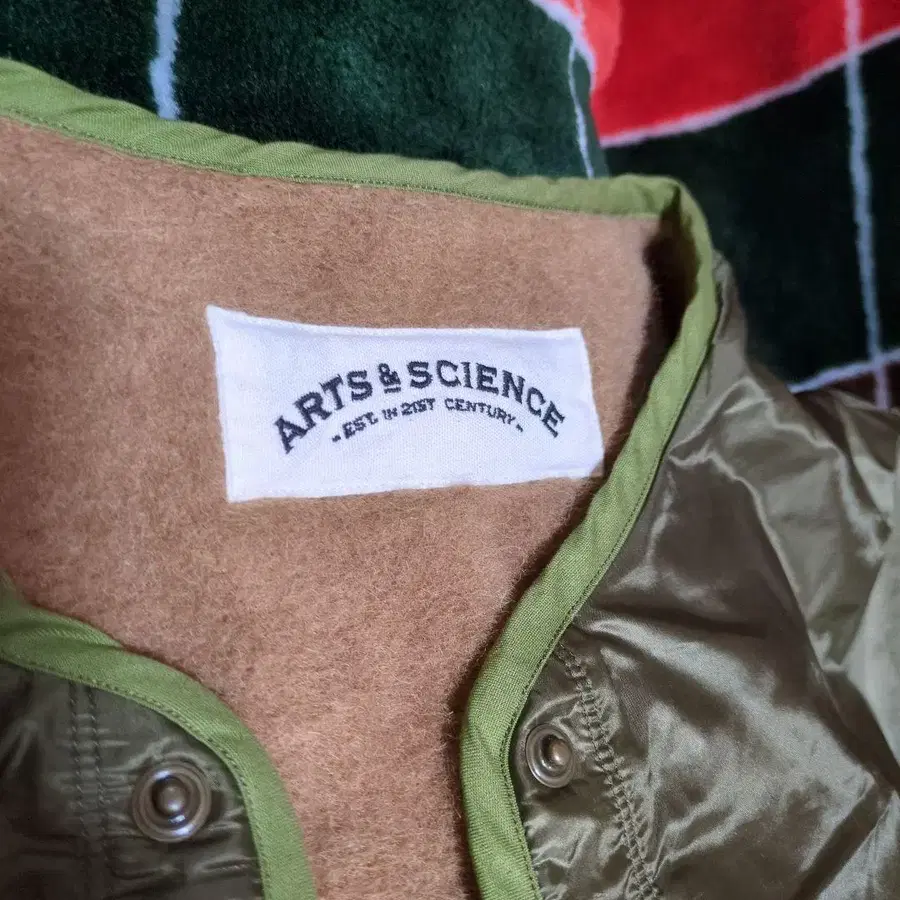 ARTS & SCIENCE
-EST. IN 21ST CENTURY-